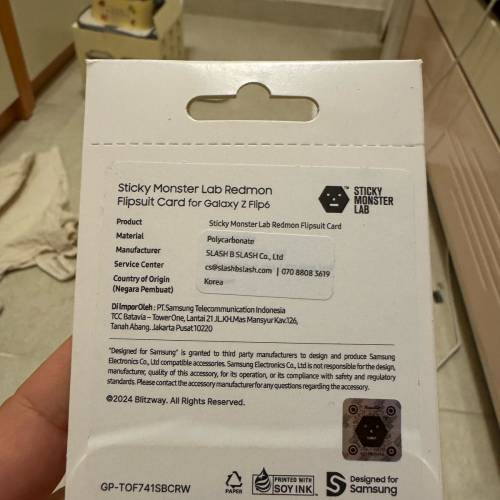 Sticky Monster Lab Redmon
Flipsuit Card for Galaxy Z Flip6
STICKY
MONSTER
LAB
TM
Product Sticky Monster Lab Redmon Flipsuit Card
Material Polycarbonate
Manufacturer SLASH B SLASH Co., Ltd
Service Center cs@slashbslash.com | 070 8808 3619
Country of Origin Korea
(Negara Pembuat)
Di Impor Oleh : PT.Samsung Telecommunication Indonesia
TCC Batavia – Tower One, Lantai 21 JL.KH.Mas Mansyur Kav.126,
Tanah Abang. Jakarta Pusat 10220
"Designed for Samsung" is granted to third party manufacturers to design and produce Samsung
Electronics Co., Ltd compatible accessories. Samsung Electronics Co., Ltd is not responsible for the design,
manufacture, quality of this accessory, for its operation, or its compliance with safety and regulatory
standards. Please contact the accessory manufacturer for any questions regarding the accessory.
©2024 Blitzway. All Rights Reserved.
GP-TOF741SBCRW
PAPER
PRINTED WITH
SOY INK
Designed for
Samsung